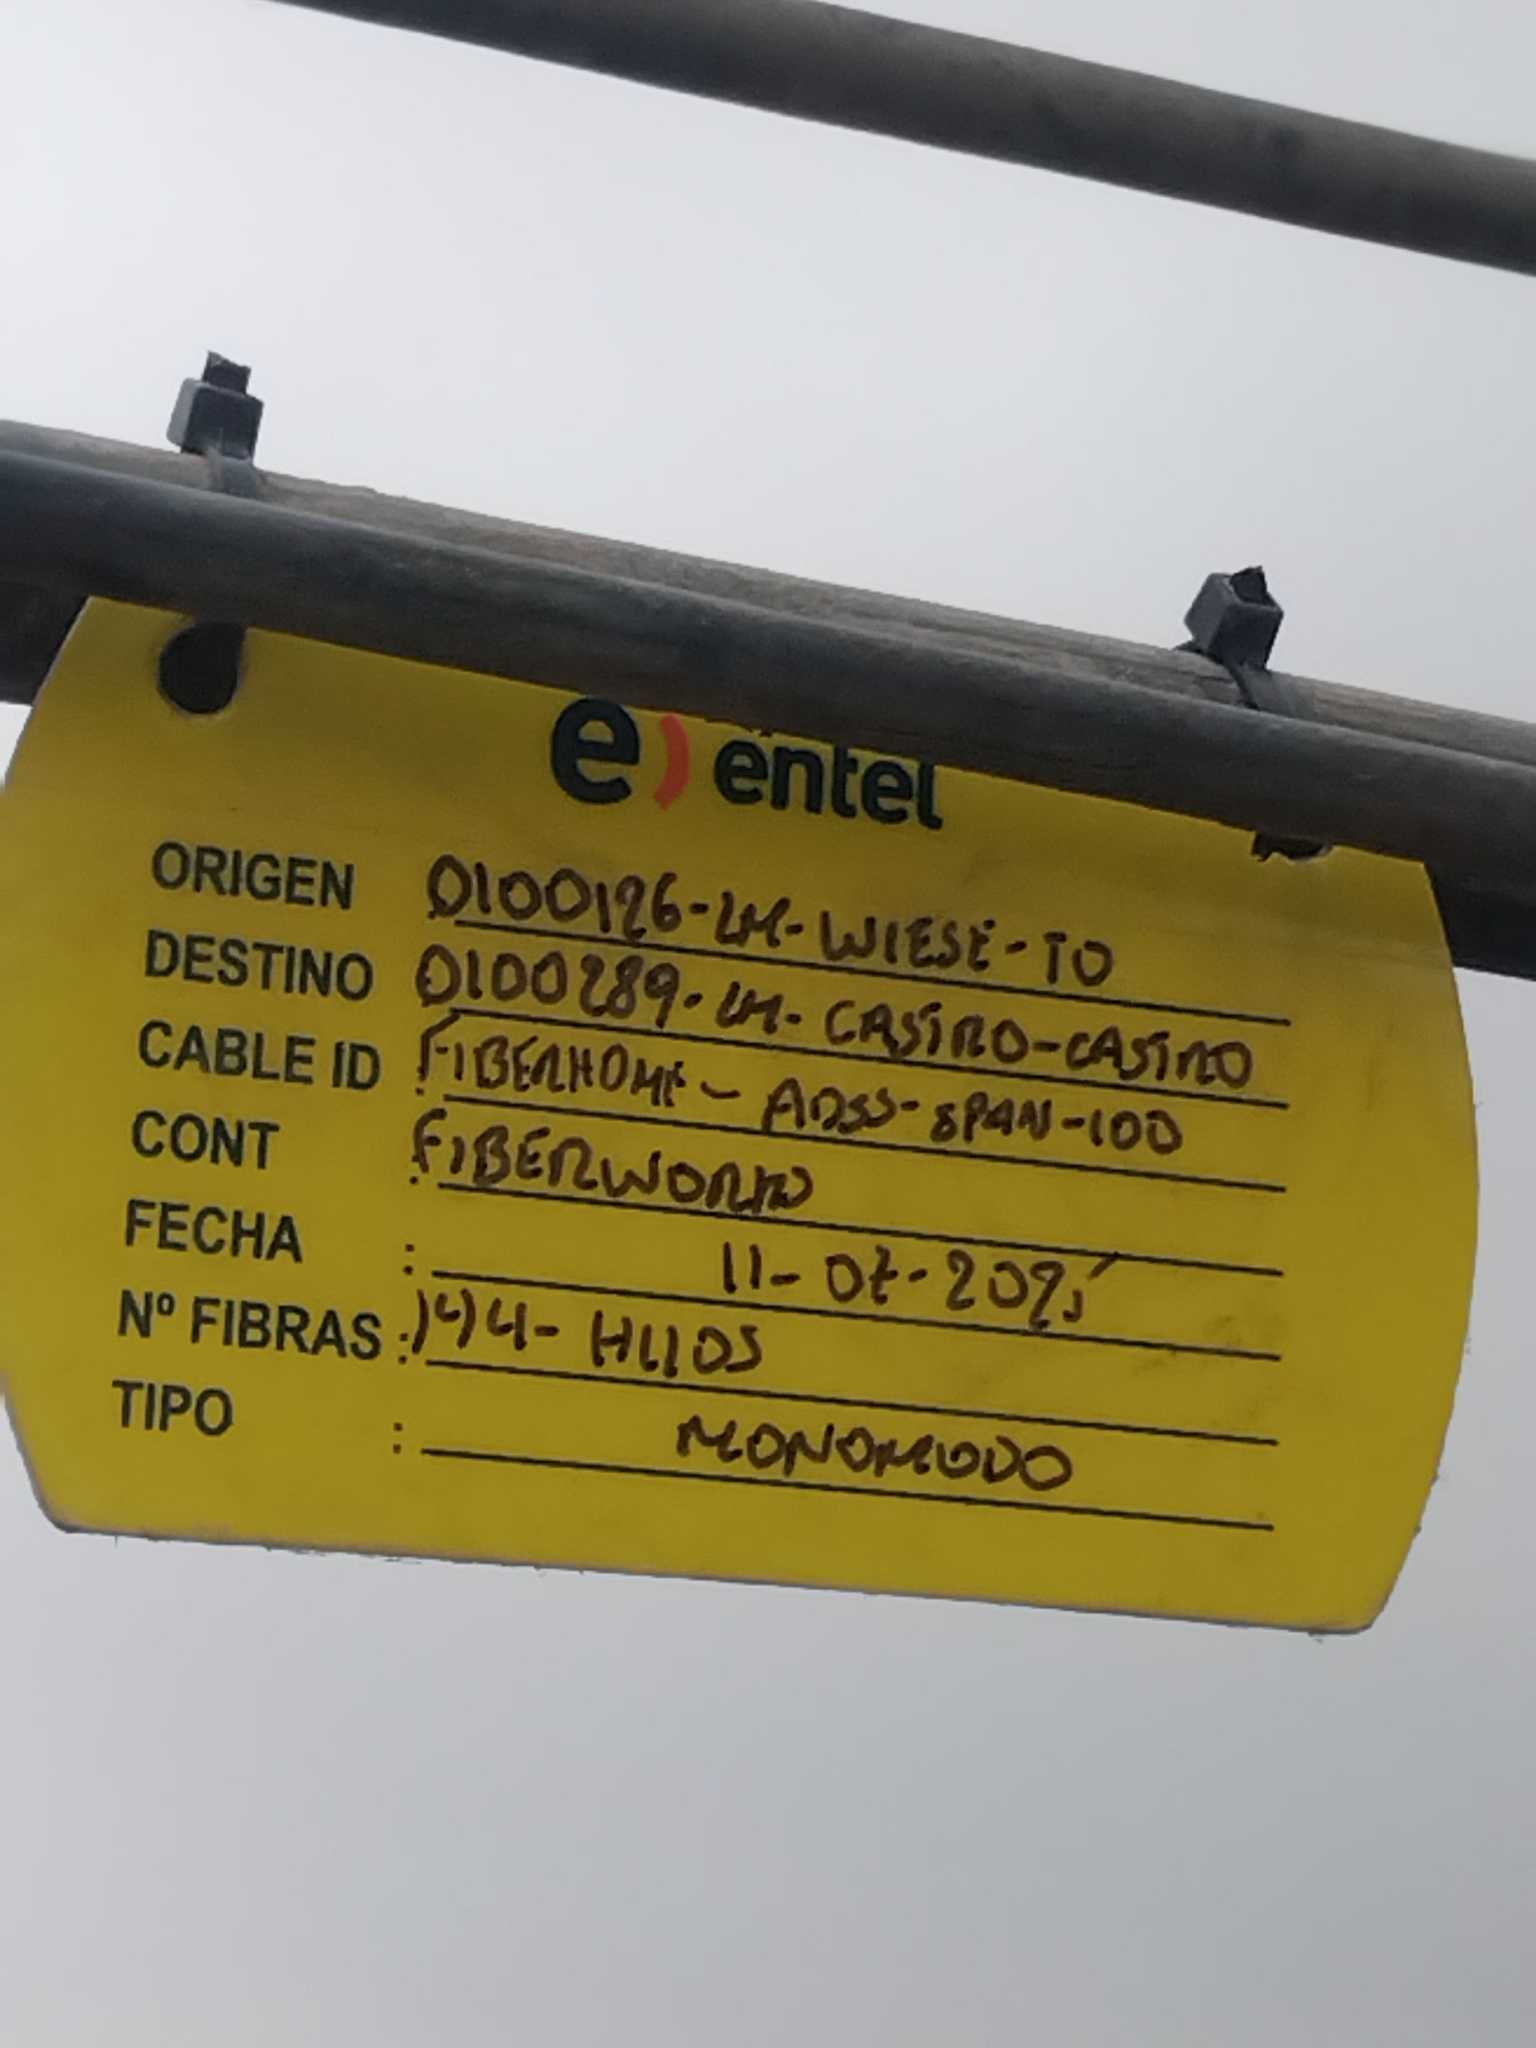 e) entel
ORIGEN 0100126-LM-WIESE-TO
DESTINO 0100289-LM-CASTRO-CASTRO
CABLE ID : FIBERHOME-ADSS-SPAN-100
CONT : FIBERWORK
FECHA : 11-07-2025
Nº FIBRAS : 144-HILOS
TIPO : MONOMODO